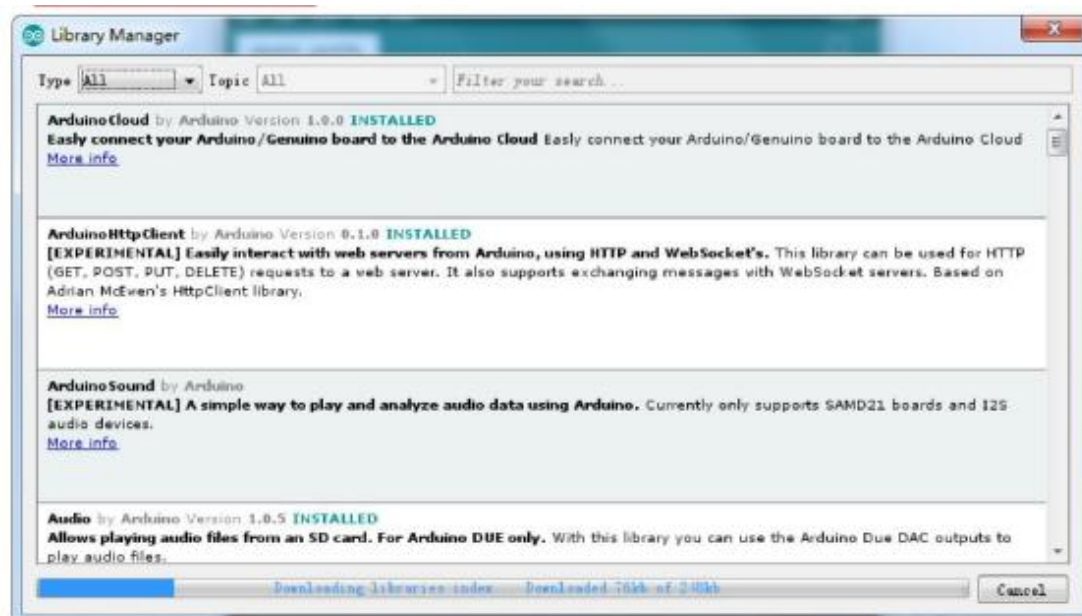 Library Manager
Type All Topic All Filter your search...
ArduinoCloud by Arduino Version 1.0.0 INSTALLED
Easly connect your Arduino/Genuino board to the Arduino Cloud Easly connect your Arduino/Genuino board to the Arduino Cloud
More info
ArduinoHttpClient by Arduino Version 0.1.0 INSTALLED
[EXPERIMENTAL] Easily interact with web servers from Arduino, using HTTP and WebSocket's. This library can be used for HTTP
(GET, POST, PUT, DELETE) requests to a web server. It also supports exchanging messages with WebSocket servers. Based on
Adrian McEwen's HttpClient library.
More info
ArduinoSound by Arduino
[EXPERIMENTAL] A simple way to play and analyze audio data using Arduino. Currently only supports SAMD21 boards and I2S
audio devices.
More info
Audio by Arduino Version 1.0.5 INSTALLED
Allows playing audio files from an SD card. For Arduino DUE only. With this library you can use the Arduino Due DAC outputs to
play audio files.
Downloading libraries index Downloaded 76kb of
Cancel